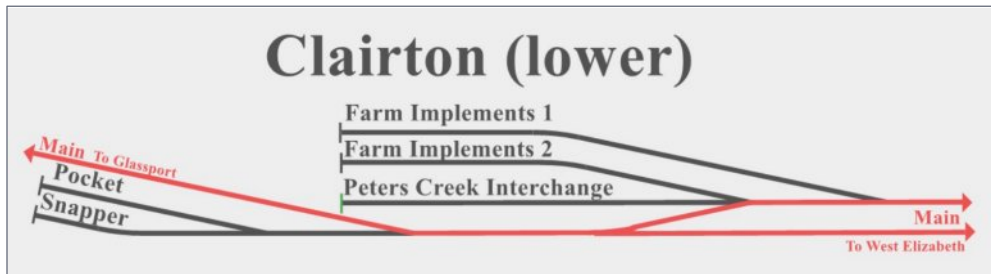 Clairton (lower)
Farm Implements 1
Main To Glassport
Farm Implements 2
Pocket
Peters Creek Interchange
Snapper
Main
To West Elizabeth